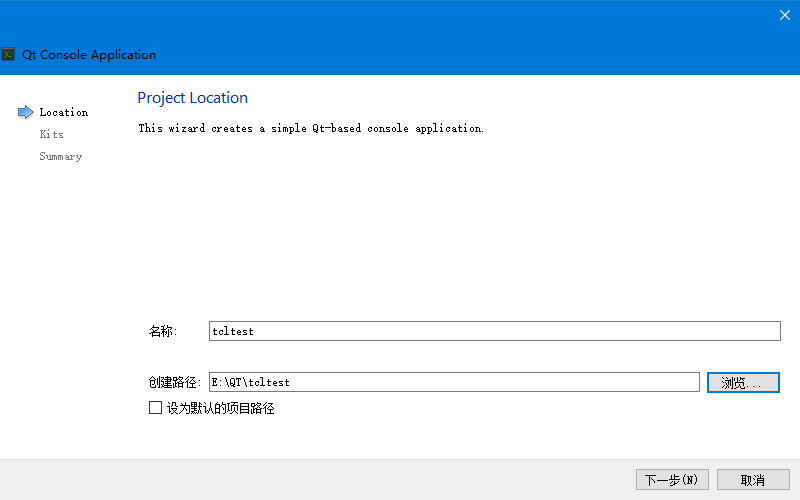 Qt Console Application
Location
Kits
Summary
Project Location
This wizard creates a simple Qt-based console application.
名称: tcltest
创建路径: E:\QT\tcltest 浏览...
设为默认的项目路径
下一步(N) 取消